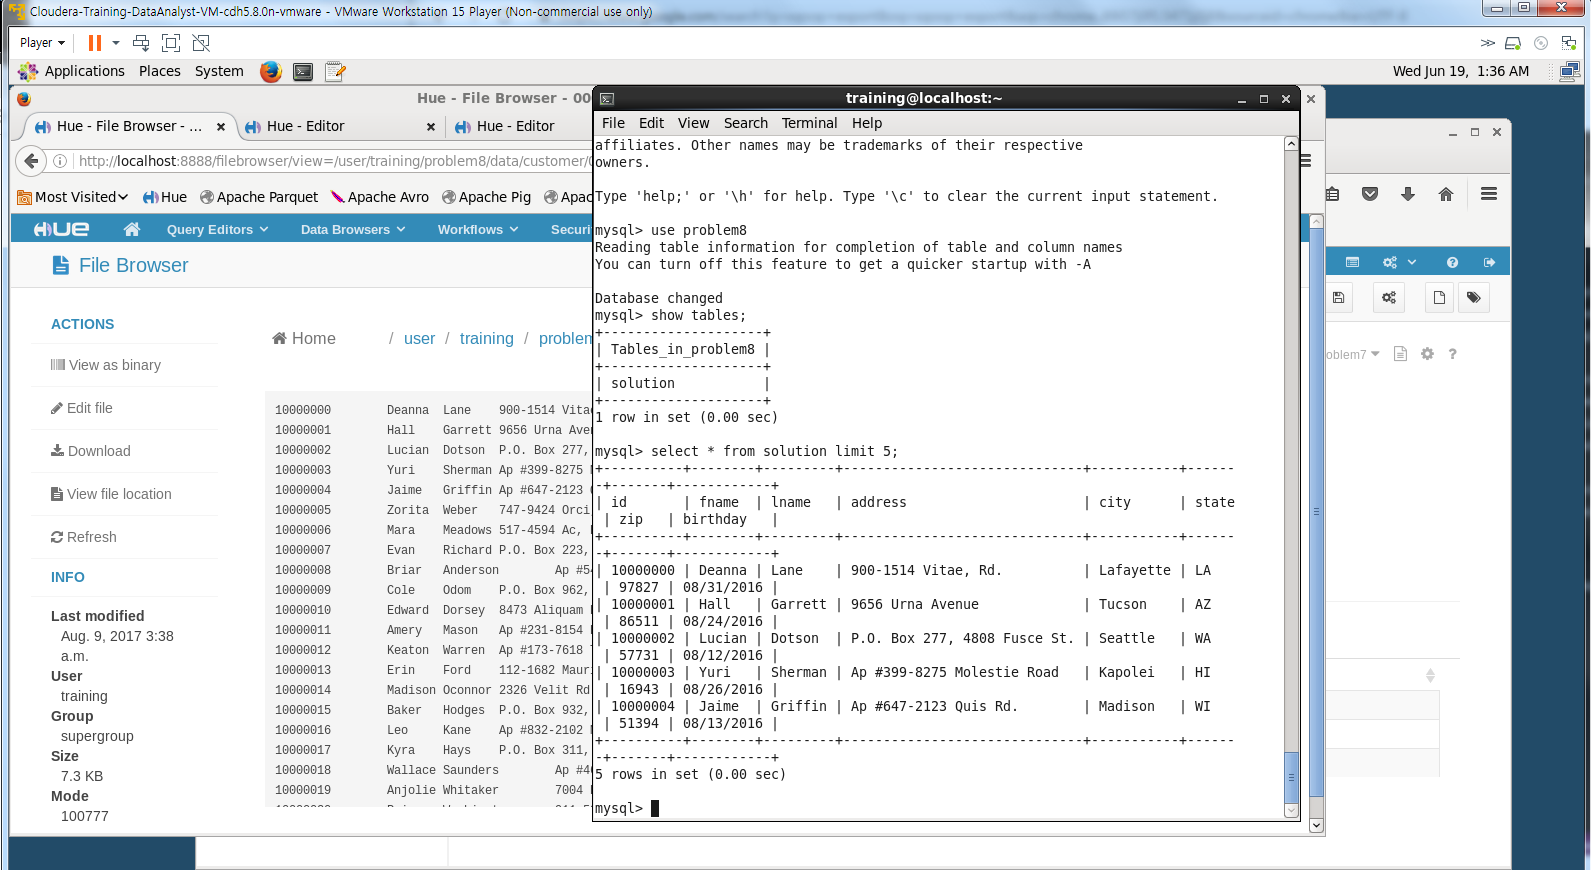 Cloudera-Training-DataAnalyst-VM-cdh5.8.0n-vmware - VMware Workstation 15 Player (Non-commercial use only)
Player
Applications Places System
Wed Jun 19, 1:36 AM
Hue - File Browser - 00
Hue - File Browser - ...
Hue - Editor
Hue - Editor
http://localhost:8888/filebrowser/view=/user/training/problem8/data/customer/
Most Visited
Hue
Apache Parquet
Apache Avro
Apache Pig
HUE
Query Editors
Data Browsers
Workflows
File Browser
ACTIONS
View as binary
Edit file
Download
View file location
Refresh
INFO
Last modified
Aug. 9, 2017 3:38
a.m.
User
training
Group
supergroup
Size
7.3 KB
Mode
100777
Home / user / training /
10000000 Deanna Lane 900-1514
10000001 Hall Garrett 9656 Urna
10000002 Lucian Dotson P.O. Box 277,
10000003 Yuri Sherman Ap #399-8275
10000004 Jaime Griffin Ap #647-2123
10000005 Zorita Weber 747-9424 Orci
10000006 Mara Meadows 517-4594 Ac,
10000007 Evan Richard P.O. Box 223,
10000008 Briar Anderson Ap
10000009 Cole Odom P.O. Box 962,
10000010 Edward Dorsey 8473 Aliquam
10000011 Amery Mason Ap #231-8154
10000012 Keaton Warren Ap #173-7618
10000013 Erin Ford 112-1682
10000014 Madison Oconnor 2326 Velit Rd
10000015 Baker Hodges P.O. Box 932,
10000016 Leo Kane Ap #832-2102
10000017 Kyra Hays P.O. Box 311,
10000018 Wallace Saunders Ap
10000019 Anjolie Whitaker 7004
training@localhost:~
File Edit View Search Terminal Help
affiliates. Other names may be trademarks of their respective
owners.
Type 'help;' or '\h' for help. Type '\c' to clear the current input statement.
mysql> use problem8
Reading table information for completion of table and column names
You can turn off this feature to get a quicker startup with -A
Database changed
mysql> show tables;
+--------------------+
| Tables_in_problem8 |
+--------------------+
| solution           |
+--------------------+
1 row in set (0.00 sec)
mysql> select * from solution limit 5;
+----------+--------+---------+------------------------------+----------+------
-+-------+------------+
| id       | fname  | lname   | address                      | city      | state
 | zip   | birthday   |
+----------+--------+---------+------------------------------+----------+------
-+-------+------------+
| 10000000 | Deanna | Lane    | 900-1514 Vitae, Rd.          | Lafayette | LA
 | 97827 | 08/31/2016 |
| 10000001 | Hall   | Garrett | 9656 Urna Avenue             | Tucson    | AZ
 | 86511 | 08/24/2016 |
| 10000002 | Lucian | Dotson  | P.O. Box 277, 4808 Fusce St. | Seattle   | WA
 | 57731 | 08/12/2016 |
| 10000003 | Yuri   | Sherman | Ap #399-8275 Molestie Road   | Kapolei   | HI
 | 16943 | 08/26/2016 |
| 10000004 | Jaime  | Griffin | Ap #647-2123 Quis Rd.        | Madison   | WI
 | 51394 | 08/13/2016 |
+----------+--------+---------+------------------------------+----------+------
-+-------+------------+
5 rows in set (0.00 sec)
mysql>